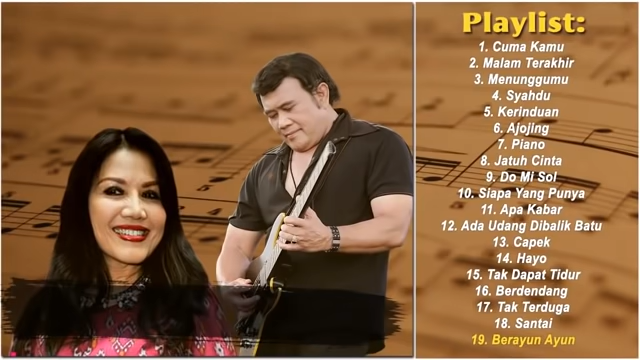 Playlist:
1. Cuma Kamu
2. Malam Terakhir
3. Menunggumu
4. Syahdu
5. Kerinduan
6. Ajojing
7. Piano
8. Jatuh Cinta
9. Do Mi Sol
10. Siapa Yang Punya
11. Apa Kabar
12. Ada Udang Dibalik Batu
13. Capek
14. Hayo
15. Tak Dapat Tidur
16. Berdendang
17. Tak Terduga
18. Santai
19. Berayun Ayun